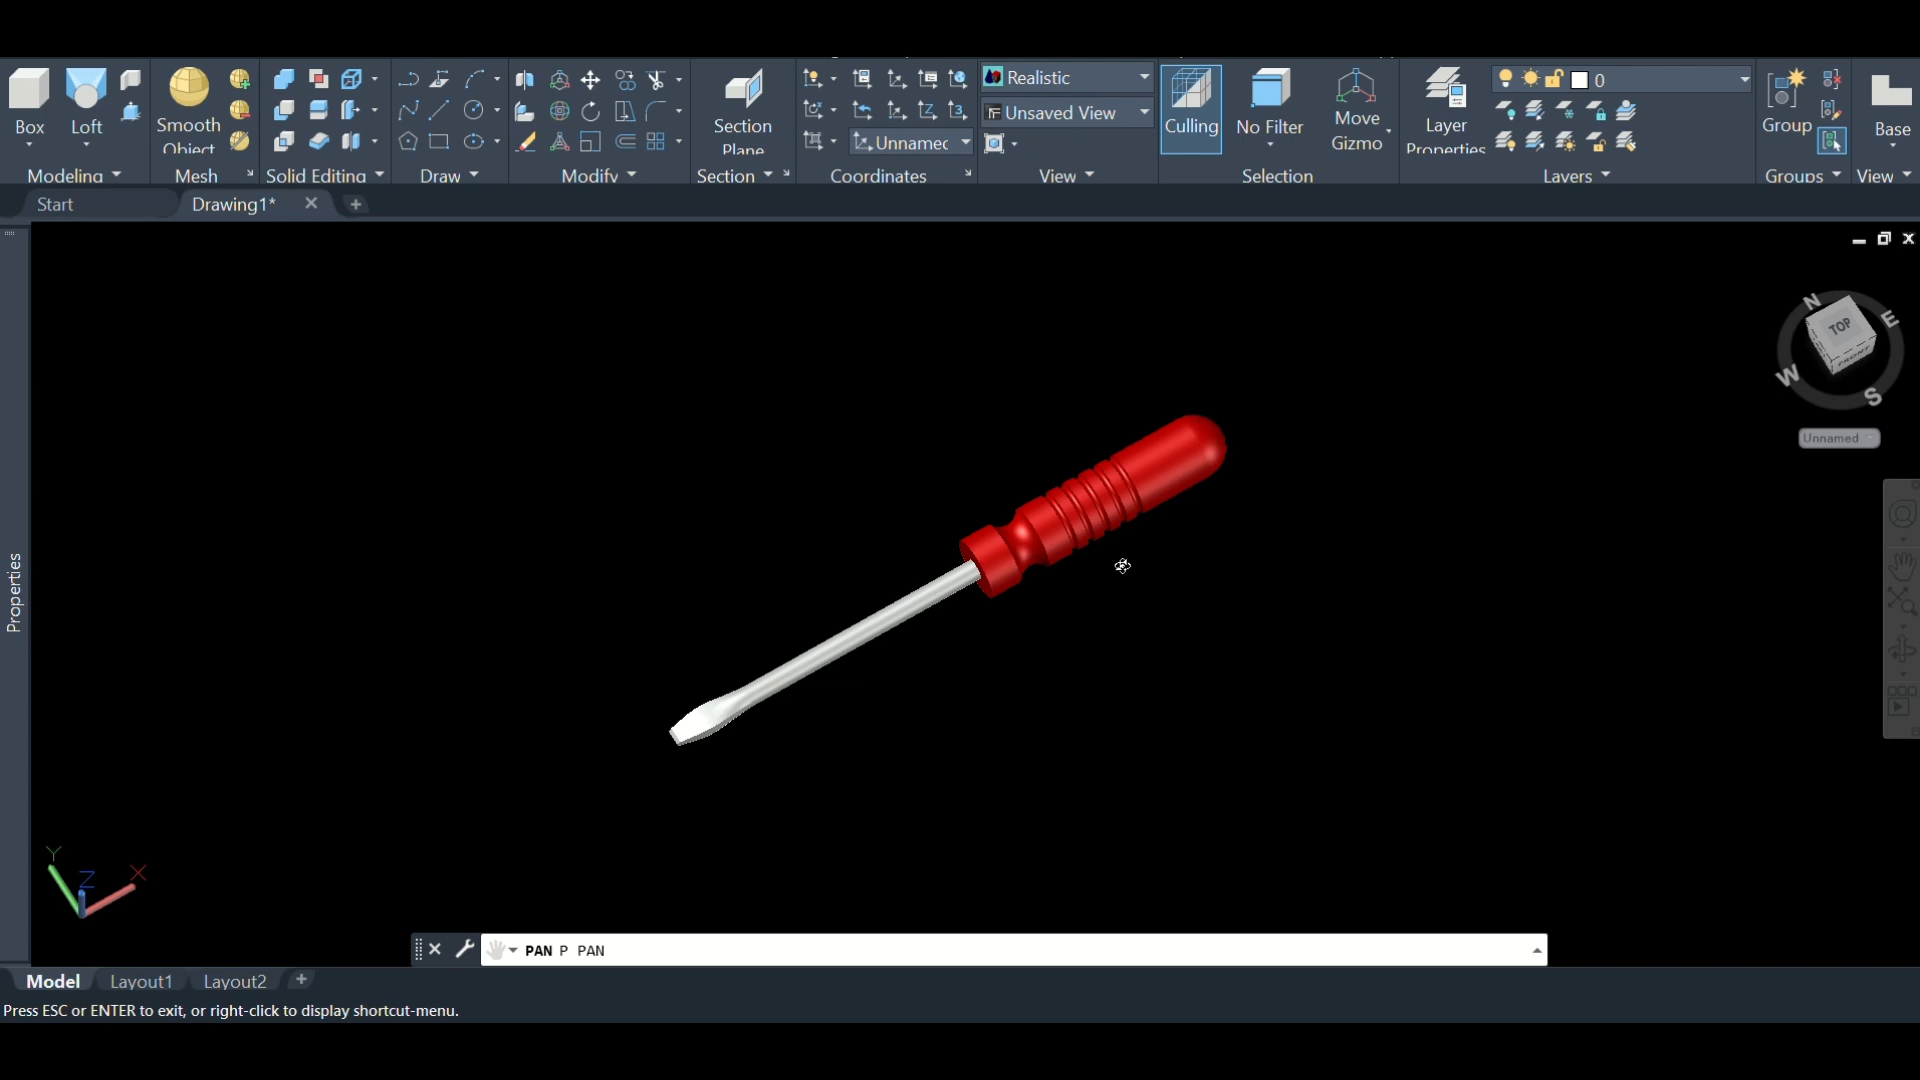 Box
Loft
Smooth
Object
Section
Plane
Unnamed
Realistic
Unsaved View
Culling
No Filter
Move
Gizmo
Layer
Properties
0
Group
Base
Modeling
Mesh
Solid Editing
Draw
Modify
Section
Coordinates
View
Selection
Layers
Groups
View
Start
Drawing1*
N
E
TOP
FRONT
W
S
Unnamed
Properties
Y
Z
X
PAN P PAN
Model
Layout1
Layout2
Press ESC or ENTER to exit, or right-click to display shortcut-menu.